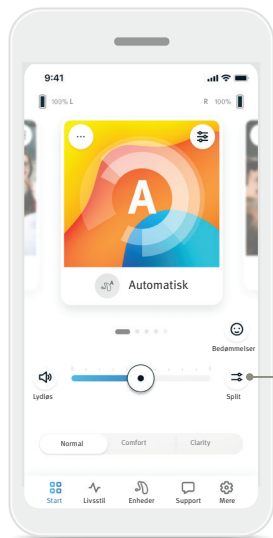 9:41
100% L
R 100%
A
Automatisk
Bedømmelser
Lydløs
Split
Normal
Comfort
Clarity
Start
Livsstil
Enheder
Support
Mere